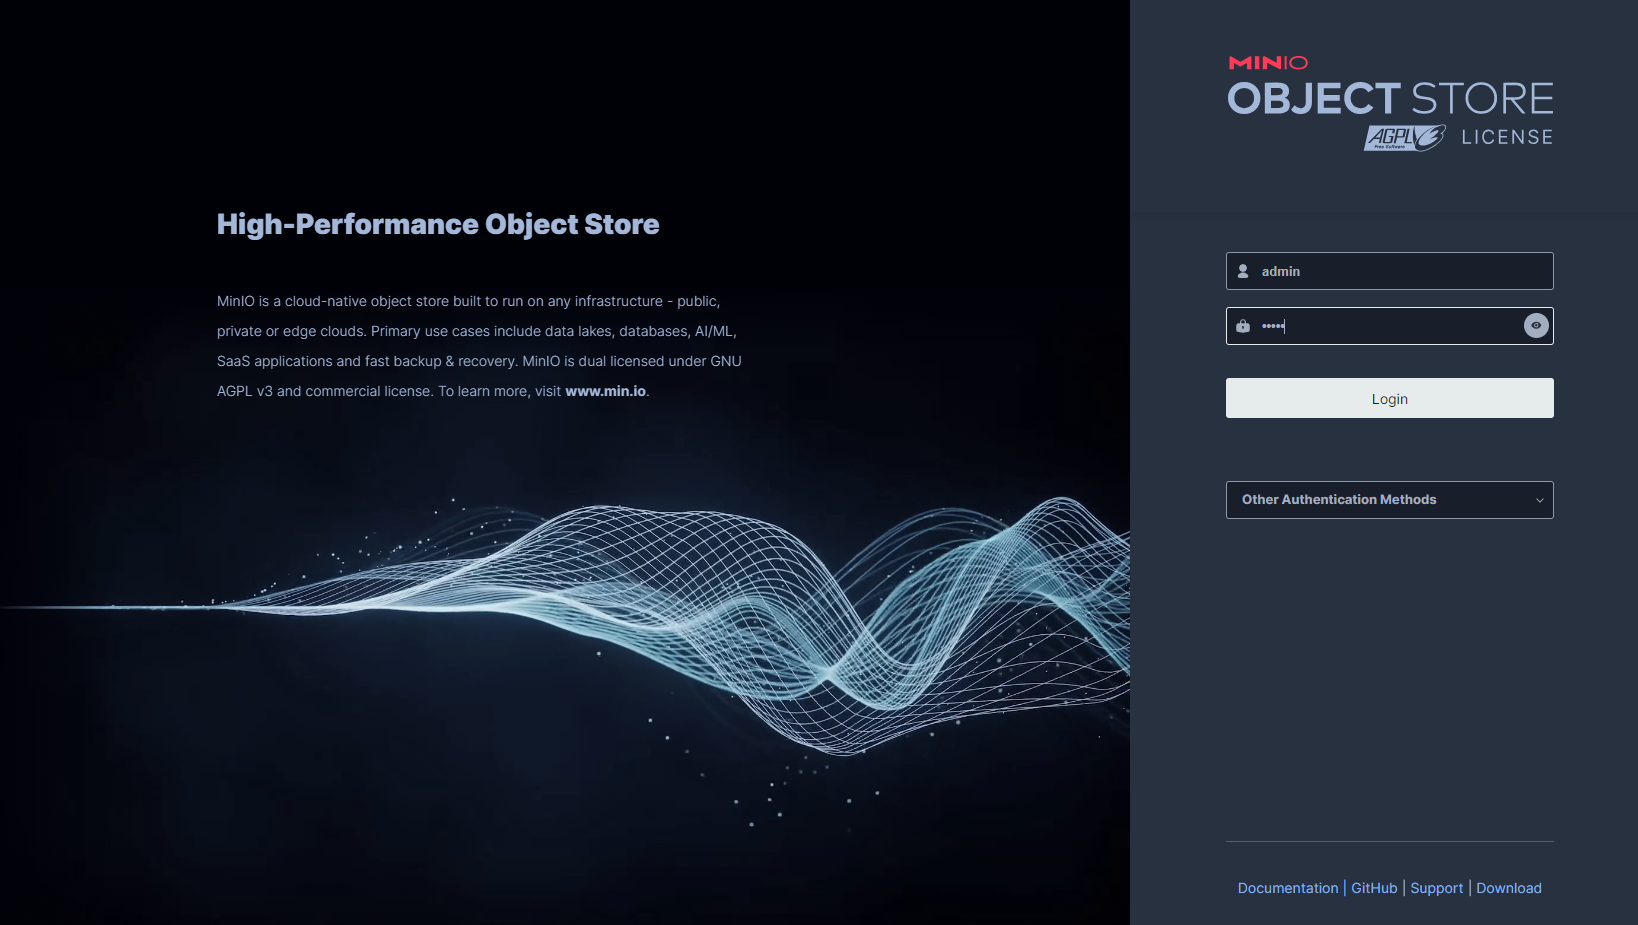 High-Performance Object Store
MinIO is a cloud-native object store built to run on any infrastructure - public,
private or edge clouds. Primary use cases include data lakes, databases, AI/ML,
SaaS applications and fast backup & recovery. MinIO is dual licensed under GNU
AGPL v3 and commercial license. To learn more, visit www.min.io.
MINIO
OBJECT STORE
AGPLv3 LICENSE
Free Software
admin
•••••
Login
Other Authentication Methods
Documentation | GitHub | Support | Download